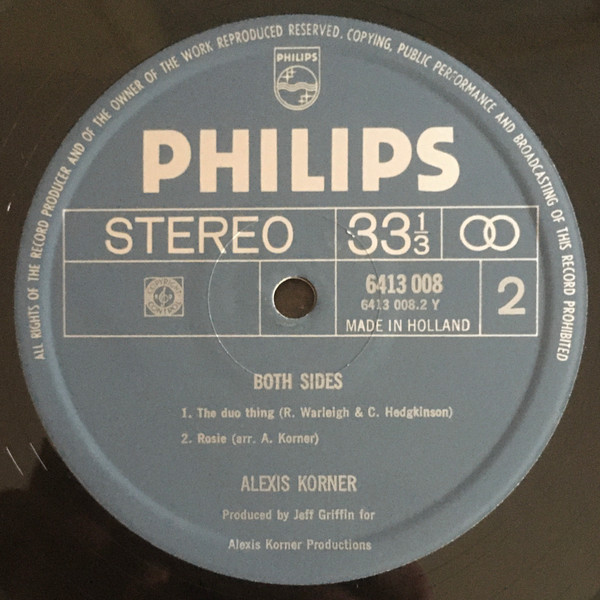 ALL RIGHTS OF THE RECORD PRODUCER AND OF THE OWNER OF THE WORK REPRODUCED RESERVED. COPYING, PUBLIC PERFORMANCE AND BROADCASTING OF THIS RECORD PROHIBITED
PHILIPS
PHILIPS
STEREO 33 1/3
6413 008
6413 008.2 Y
2
MADE IN HOLLAND
BOTH SIDES
1. The duo thing (R. Warleigh & C. Hedgkinson)
2. Rosie (arr. A. Korner)
ALEXIS KORNER
Produced by Jeff Griffin for
Alexis Korner Productions